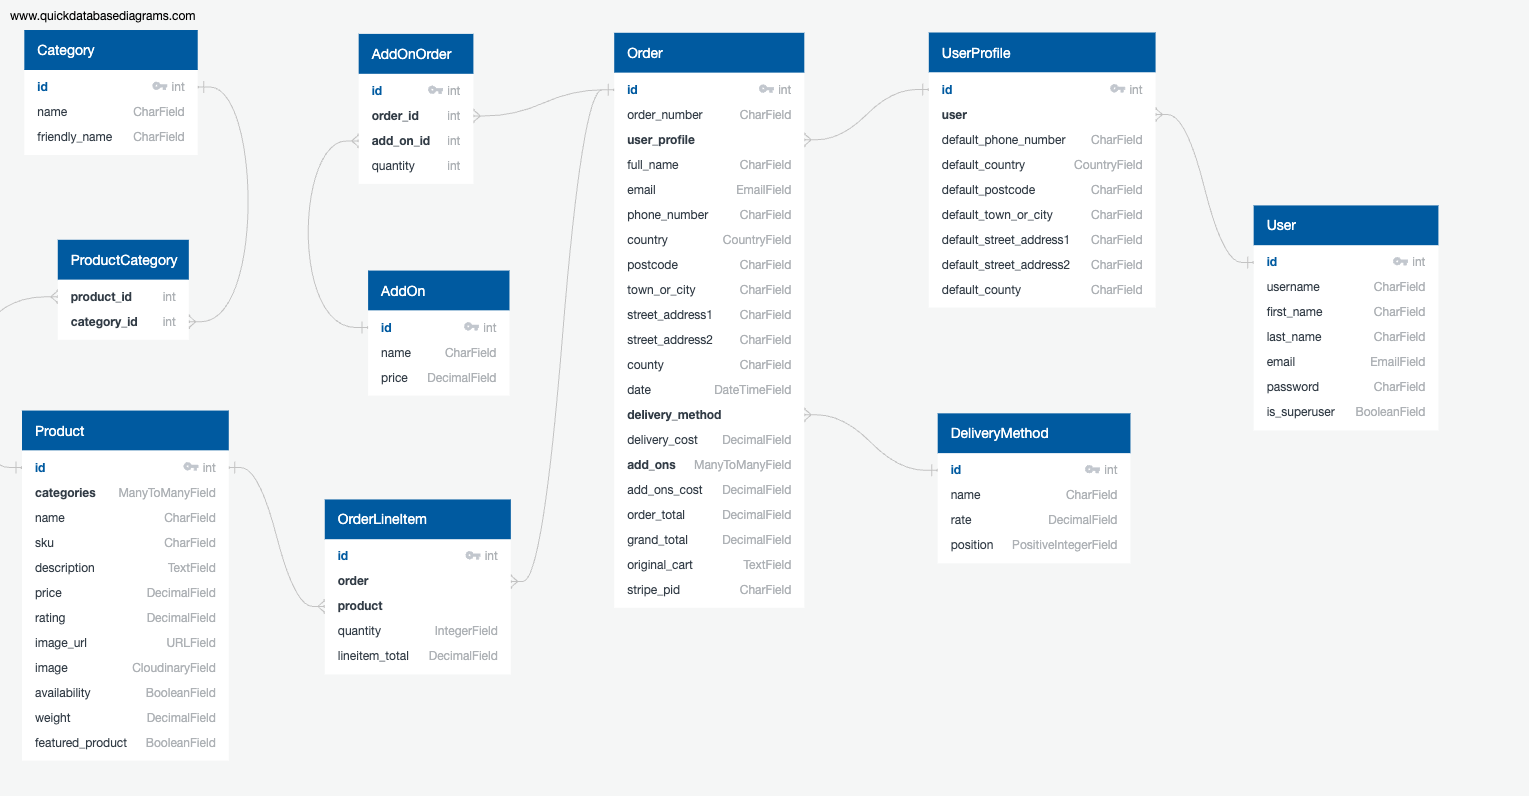 www.quickdatabasediagrams.com
Category
id int
name CharField
friendly_name CharField
ProductCategory
product_id int
category_id int
Product
id int
categories ManyToManyField
name CharField
sku CharField
description TextField
price DecimalField
rating DecimalField
image_url URLField
image CloudinaryField
availability BooleanField
weight DecimalField
featured_product BooleanField
AddOnOrder
id int
order_id int
add_on_id int
quantity int
AddOn
id int
name CharField
price DecimalField
OrderLineItem
id int
order
product
quantity IntegerField
lineitem_total DecimalField
Order
id int
order_number CharField
user_profile
full_name CharField
email EmailField
phone_number CharField
country CountryField
postcode CharField
town_or_city CharField
street_address1 CharField
street_address2 CharField
county CharField
date DateTimeField
delivery_method
delivery_cost DecimalField
add_ons ManyToManyField
add_ons_cost DecimalField
order_total DecimalField
grand_total DecimalField
original_cart TextField
stripe_pid CharField
UserProfile
id int
user
default_phone_number CharField
default_country CountryField
default_postcode CharField
default_town_or_city CharField
default_street_address1 CharField
default_street_address2 CharField
default_county CharField
DeliveryMethod
id int
name CharField
rate DecimalField
position PositiveIntegerField
User
id int
username CharField
first_name CharField
last_name CharField
email EmailField
password CharField
is_superuser BooleanField